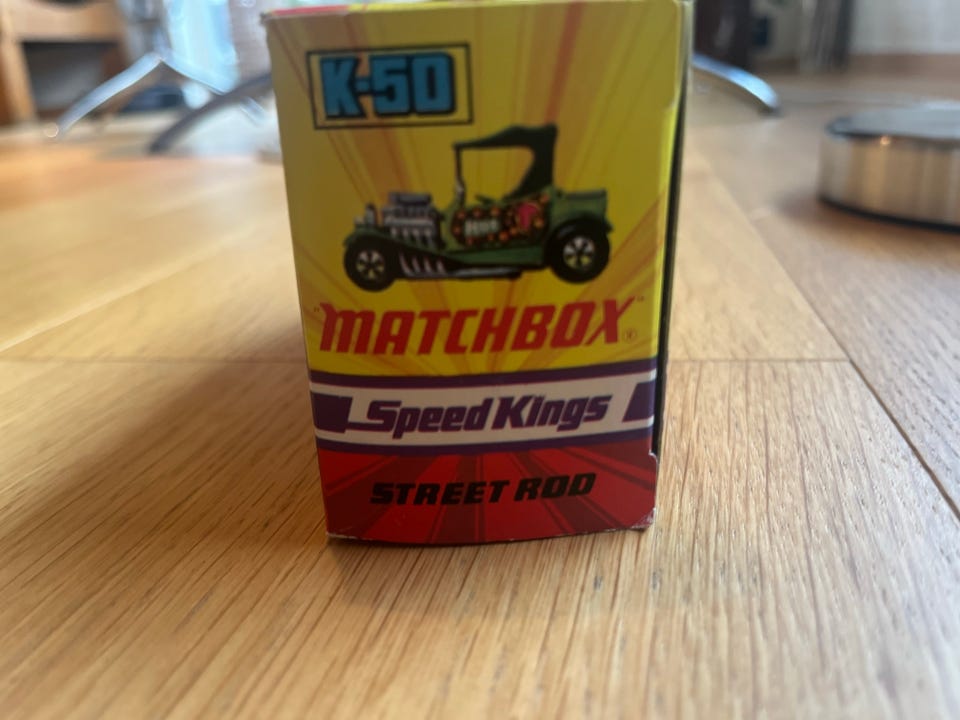 K-50
"MATCHBOX"®
Speed Kings
STREET ROD